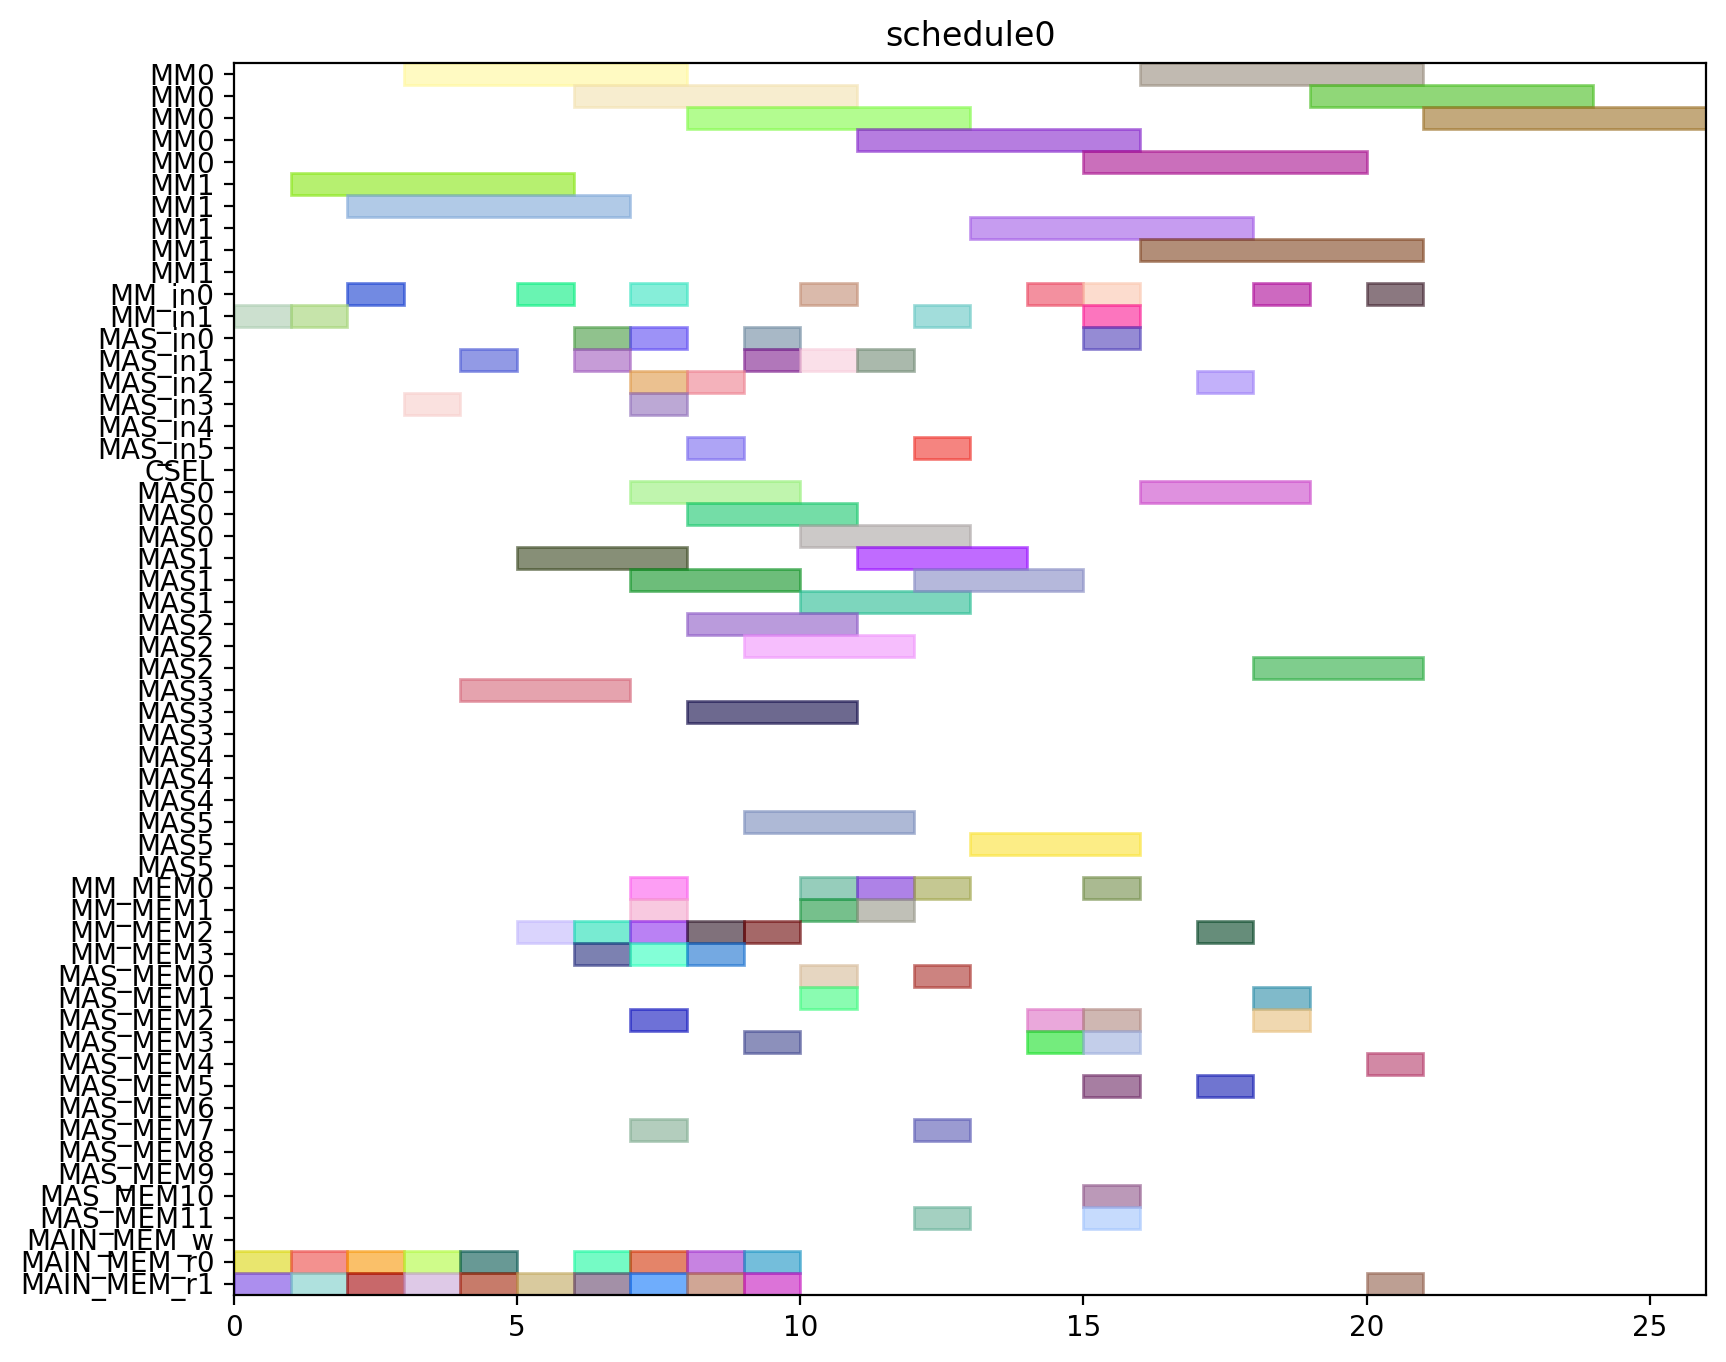 schedule0
MM0
MM0
MM0
MM0
MM0
MM1
MM1
MM1
MM1
MM1
MM_in0
MM_in1
MAS_in0
MAS_in1
MAS_in2
MAS_in3
MAS_in4
MAS_in5
CSEL
MAS0
MAS0
MAS0
MAS1
MAS1
MAS1
MAS2
MAS2
MAS2
MAS3
MAS3
MAS3
MAS4
MAS4
MAS4
MAS5
MAS5
MAS5
MM_MEM0
MM_MEM1
MM_MEM2
MM_MEM3
MAS_MEM0
MAS_MEM1
MAS_MEM2
MAS_MEM3
MAS_MEM4
MAS_MEM5
MAS_MEM6
MAS_MEM7
MAS_MEM8
MAS_MEM9
MAS_MEM10
MAS_MEM11
MAIN_MEM_w
MAIN_MEM_r0
MAIN_MEM_r1
0 5 10 15 20 25